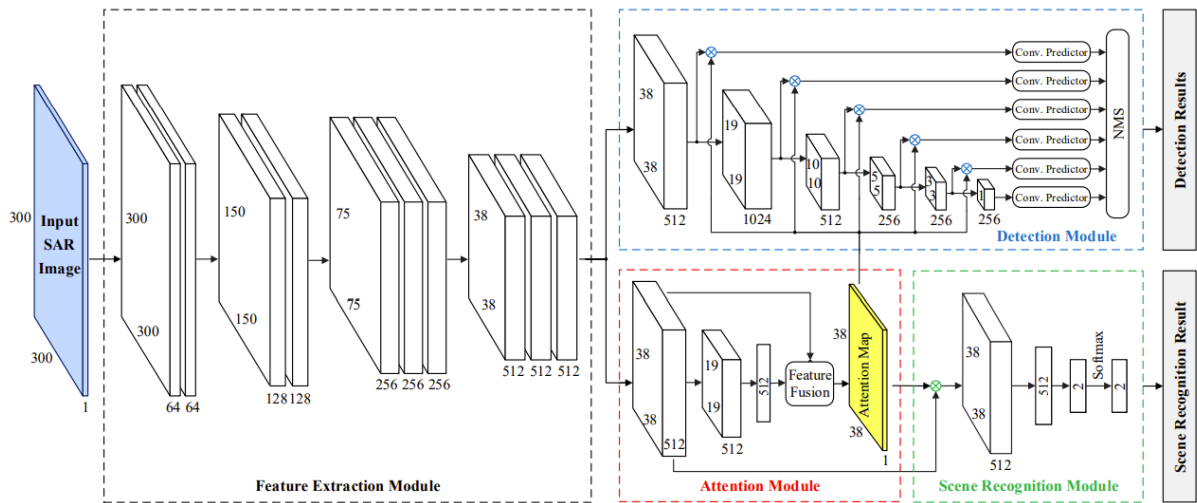 300
300
Input
SAR
Image
1
300
300
64
64
150
150
128
128
75
75
256
256
256
38
38
512
512
512
Feature Extraction Module
38
38
512
19
19
1024
10
10
512
5
5
256
3
3
256
1
256
Conv. Predictor
Conv. Predictor
Conv. Predictor
Conv. Predictor
Conv. Predictor
Conv. Predictor
NMS
Detection Module
Detection Results
38
38
512
19
19
512
512
Feature
Fusion
38
Attention Map
38
1
Attention Module
38
38
512
512
2
Softmax
2
Scene Recognition Module
Scene Recognition Result